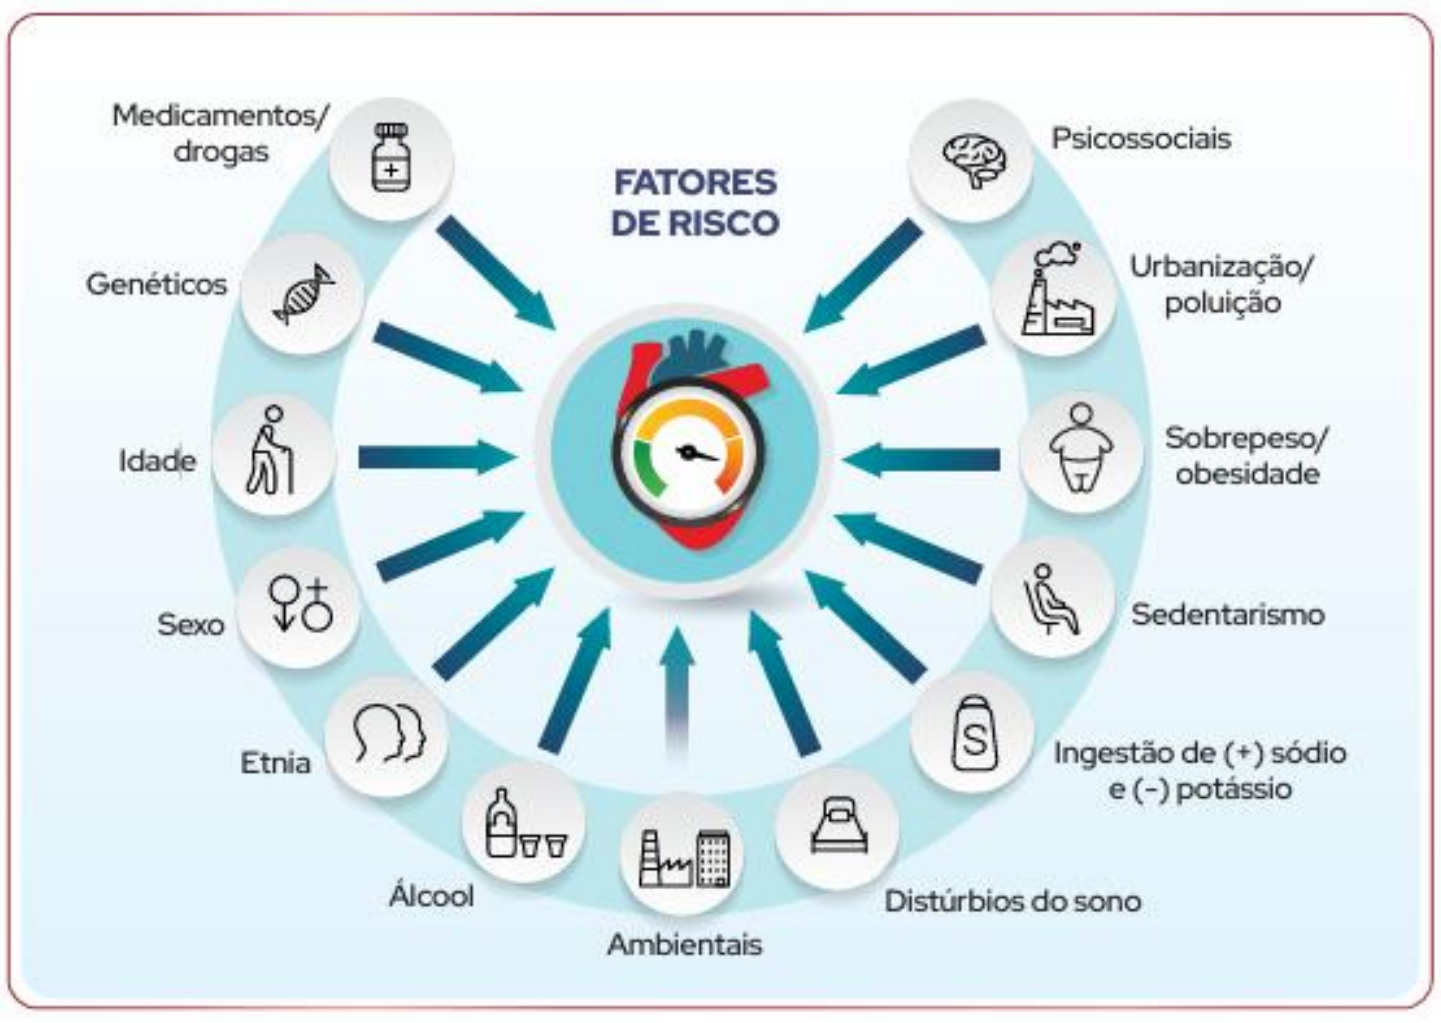 FATORES
DE RISCO
Medicamentos/
drogas
Genéticos
Idade
Sexo
Etnia
Álcool
Ambientais
Distúrbios do sono
Ingestão de (+) sódio
e (-) potássio
Sedentarismo
Sobrepeso/
obesidade
Urbanização/
poluição
Psicossociais
S